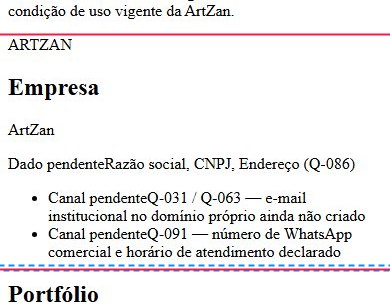 condição de uso vigente da ArtZan.
ARTZAN
Empresa
ArtZan
Dado pendenteRazão social, CNPJ, Endereço (Q-086)
• Canal pendenteQ-031 / Q-063 — e-mail
institucional no domínio próprio ainda não criado
• Canal pendenteQ-091 — número de WhatsApp
comercial e horário de atendimento declarado
Portfólio